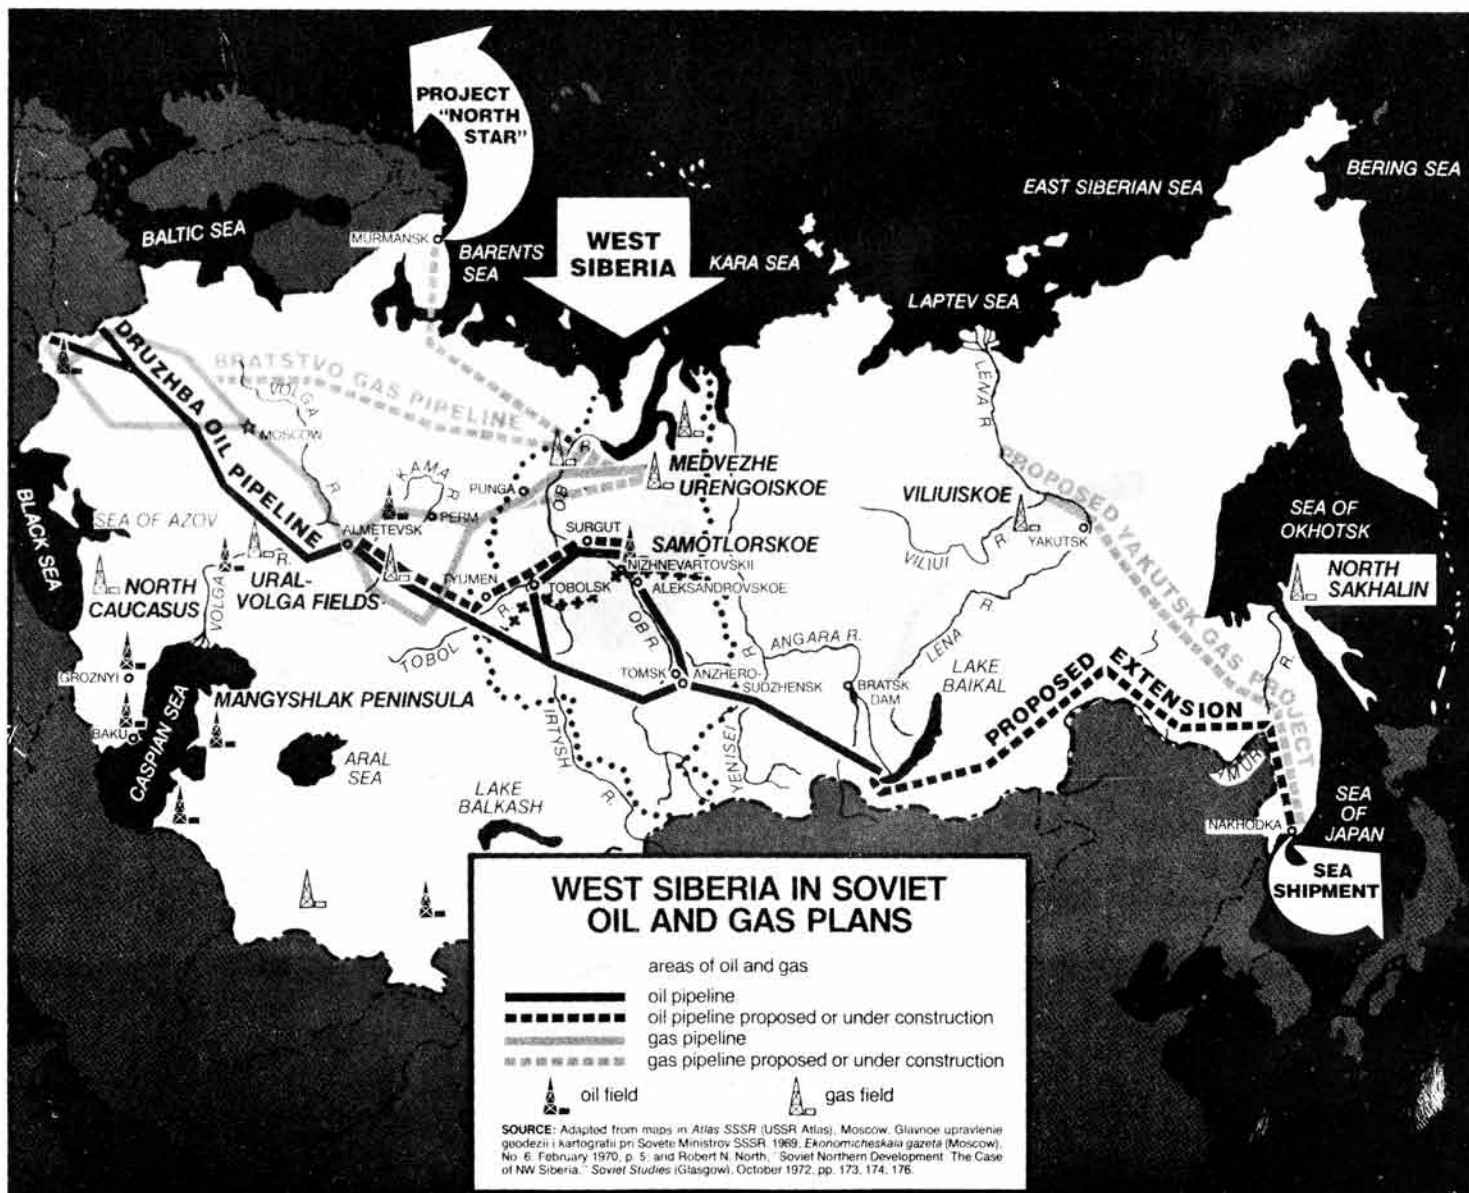 PROJECT
"NORTH
STAR"
BERING SEA
EAST SIBERIAN SEA
BALTIC SEA
MURMANSK
BARENTS
SEA
WEST
SIBERIA
KARA SEA
LAPTEV SEA
DRUZHBA OIL PIPELINE
BRATSTVO GAS PIPELINE
VOLGA
R.
MOSCOW
LENA R.
PROPOSED YAKUTSK GAS PROJECT
KAMA R.
PUNGA
PERM
OB
R.
MEDVEZHE
URENGOISKOE
VILIUISKOE
VILIUI
R.
YAKUTSK
SEA OF
OKHOTSK
BLACK SEA
SEA OF AZOV
ALMETEVSK
SURGUT
SAMOTLORSKOE
NIZHNEVARTOVSKII
ALEKSANDROVSKOE
NORTH
CAUCASUS
VOLGA
R.
URAL-
VOLGA FIELDS
TYUMEN
TOBOLSK
TOBOL
R.
OB R.
NORTH
SAKHALIN
GROZNYI
BAKU
CASPIAN SEA
MANGYSHLAK PENINSULA
ARAL
SEA
LAKE
BALKASH
IRTYSH
R.
TOMSK
ANZHERO-
SUDZHENSK
YENISEI
R.
ANGARA R.
BRATSK
DAM
LENA
R.
LAKE
BAIKAL
PROPOSED EXTENSION
AMUR
R.
NAKHODKA
SEA
OF
JAPAN
SEA
SHIPMENT
WEST SIBERIA IN SOVIET
OIL AND GAS PLANS
areas of oil and gas
oil pipeline
oil pipeline proposed or under construction
gas pipeline
gas pipeline proposed or under construction
oil field
gas field
SOURCE: Adapted from maps in Atlas SSSR (USSR Atlas), Moscow, Glavnoe upravlenie
geodezii i kartografii pri Sovete Ministrov SSSR, 1969, Ekonomicheskaia gazeta (Moscow),
No. 6, February 1970, p. 5; and Robert N. North, "Soviet Northern Development: The Case
of NW Siberia," Soviet Studies (Glasgow), October 1972, pp. 173, 174, 176.